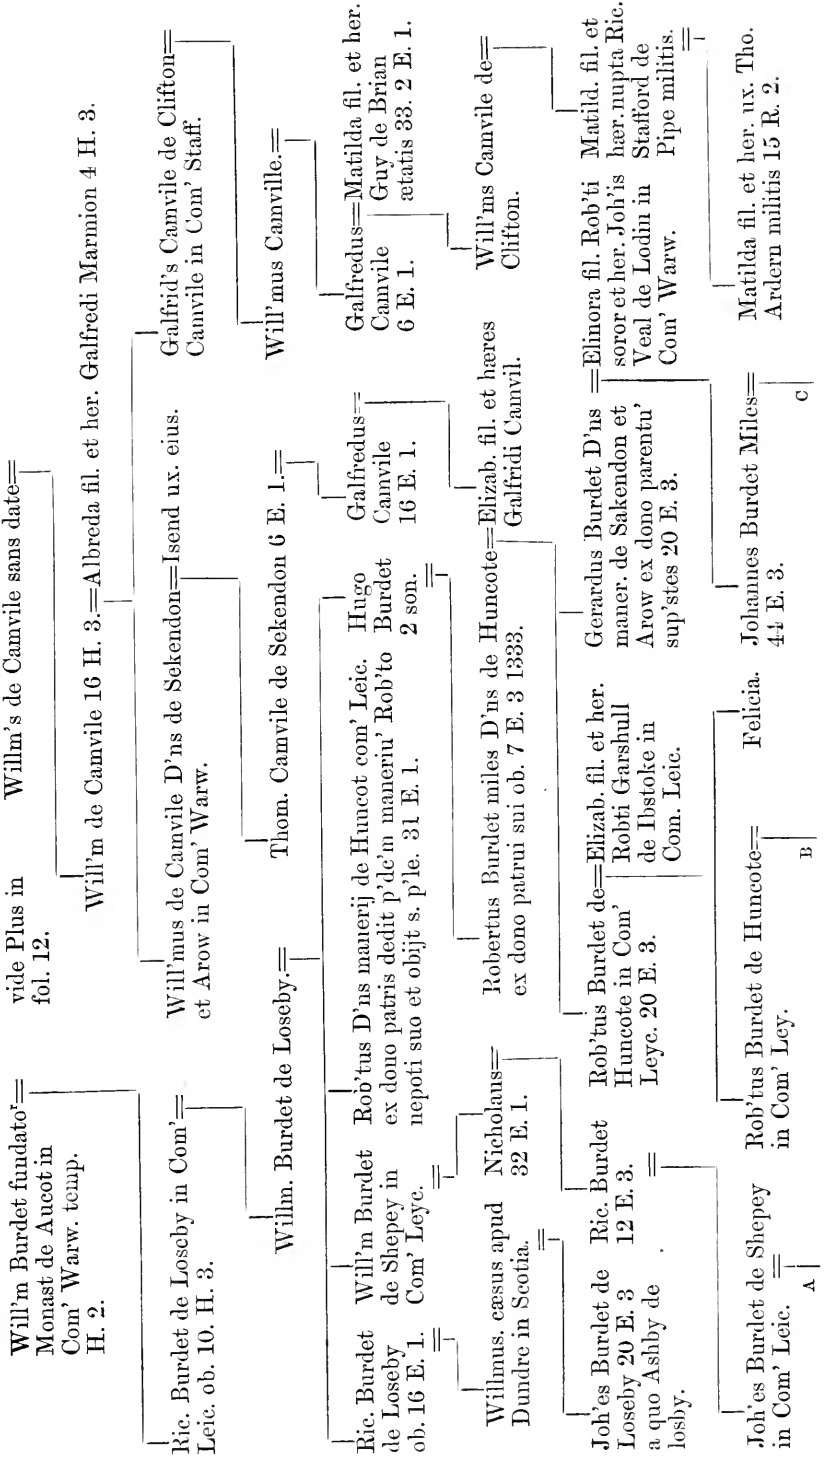 Will'm Burdet fundatoʳ═
Monast de Aucot in
Com' Warw. temp.
H. 2.
vide Plus in
fol. 12.
Willm's de Camvile sans date═
Will'm de Camvile 16 H. 3.═Albreda fil. et her. Galfredi Marmion 4 H. 3.
Ric. Burdet de Loseby in Com'═
Leic. ob. 10. H. 3.
Will'mus de Camvile D'ns de Sekendon═Isend ux. eius.
et Arow in Com' Warw.
Galfrid's Camvile de Clifton═
Camvile in Com' Staff.
Willm. Burdet de Loseby.═
Thom. Camvile de Sekendon 6 E. 1.═
Will'mus Camville.═
Ric. Burdet
de Loseby
ob. 16 E. 1.
Will'm Burdet
de Shepey in
Com' Leyc.
Rob'tus D'ns manerij de Huncot com' Leic.
ex dono patris dedit p'dc'm maneriu' Rob'to
nepoti suo et obijt s. p'le. 31 E. 1.
Hugo
Burdet
2 son.
Galfredus═
Camvile
16 E. 1.
Galfredus═Matilda fil. et her.
Camvile Guy de Brian
6 E. 1. ætatis 33. 2 E. 1.
Willmus. cæsus apud
Dundre in Scotia.
Nicholaus═
32 E. 1.
Robertus Burdet miles D'ns de Huncote═Elizab. fil. et hæres
ex dono patrui sui ob. 7 E. 3 1333. Galfridi Camvil.
Will'ms Camvile de═
Clifton.
Joh'es Burdet de
Loseby 20 E. 3
a quo Ashby de
losby.
Ric. Burdet
12 E. 3.
Rob'tus Burdet de═Elizab. fil. et her.
Huncote in Com' Robti Garshull
Leyc. 20 E. 3. de Ibstoke in
Com. Leic.
Gerardus Burdet D'ns ═Elinora fil. Rob'ti
maner. de Sakendon et soror et her. Joh'is
Arow ex dono parentu' Veal de Lodin in
sup'stes 20 E. 3. Com' Warw.
Matild. fil. et
hær. nupta Ric.
Stafford de
Pipe militis.
Joh'es Burdet de Shepey
in Com' Leic.
A
Rob'tus Burdet de Huncote═
in Com' Ley.
B
Felicia.
Johannes Burdet Miles═
44 E. 3.
C
Matilda fil. et her. ux. Tho.
Ardern militis 15 R. 2.